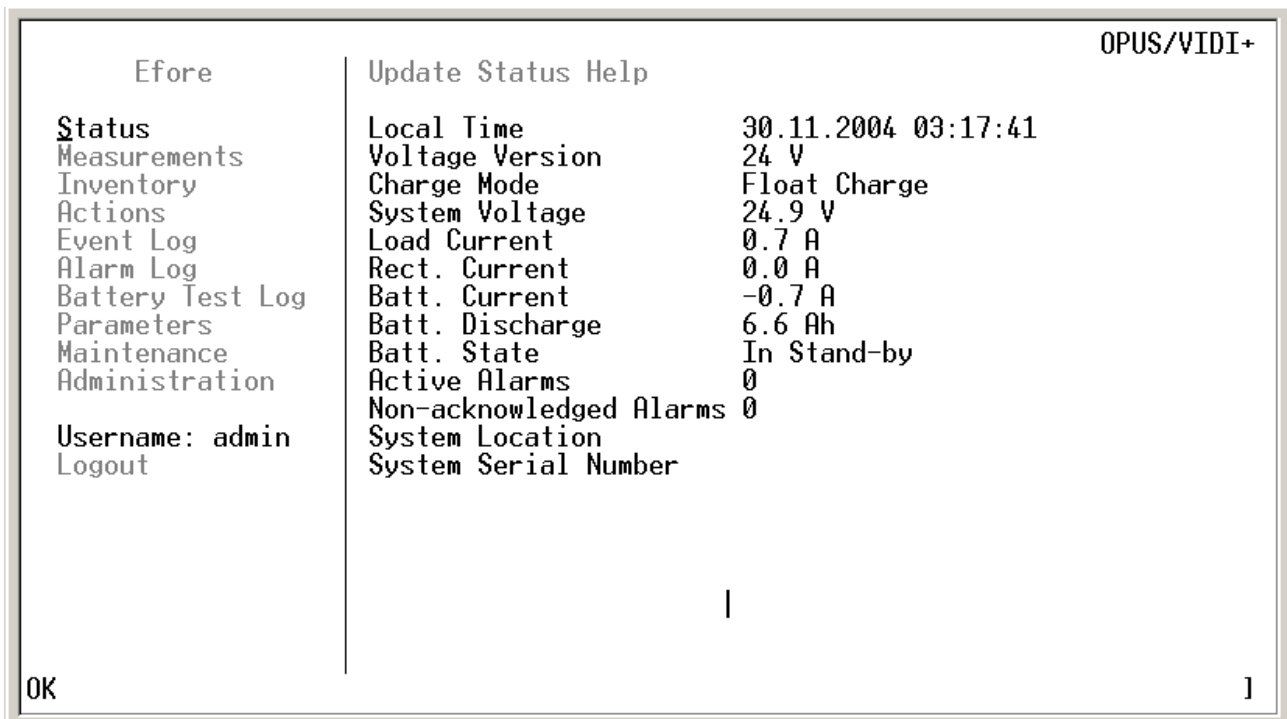 OPUS/VIDI+
Efore
Update Status Help
Status
Measurements
Inventory
Actions
Event Log
Alarm Log
Battery Test Log
Parameters
Maintenance
Administration
Username: admin
Logout
Local Time 30.11.2004 03:17:41
Voltage Version 24 V
Charge Mode Float Charge
System Voltage 24.9 V
Load Current 0.7 A
Rect. Current 0.0 A
Batt. Current -0.7 A
Batt. Discharge 6.6 Ah
Batt. State In Stand-by
Active Alarms 0
Non-acknowledged Alarms 0
System Location
System Serial Number
OK ]